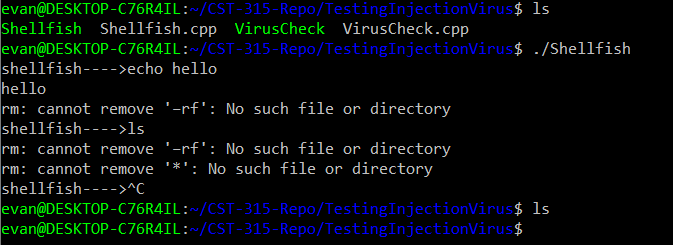 evan@DESKTOP-C76R4IL:~/CST-315-Repo/TestingInjectionVirus$ ls
Shellfish  Shellfish.cpp  VirusCheck  VirusCheck.cpp
evan@DESKTOP-C76R4IL:~/CST-315-Repo/TestingInjectionVirus$ ./Shellfish
shellfish---->echo hello
hello
rm: cannot remove '–rf': No such file or directory
shellfish---->ls
rm: cannot remove '–rf': No such file or directory
rm: cannot remove '*': No such file or directory
shellfish---->^C
evan@DESKTOP-C76R4IL:~/CST-315-Repo/TestingInjectionVirus$ ls
evan@DESKTOP-C76R4IL:~/CST-315-Repo/TestingInjectionVirus$